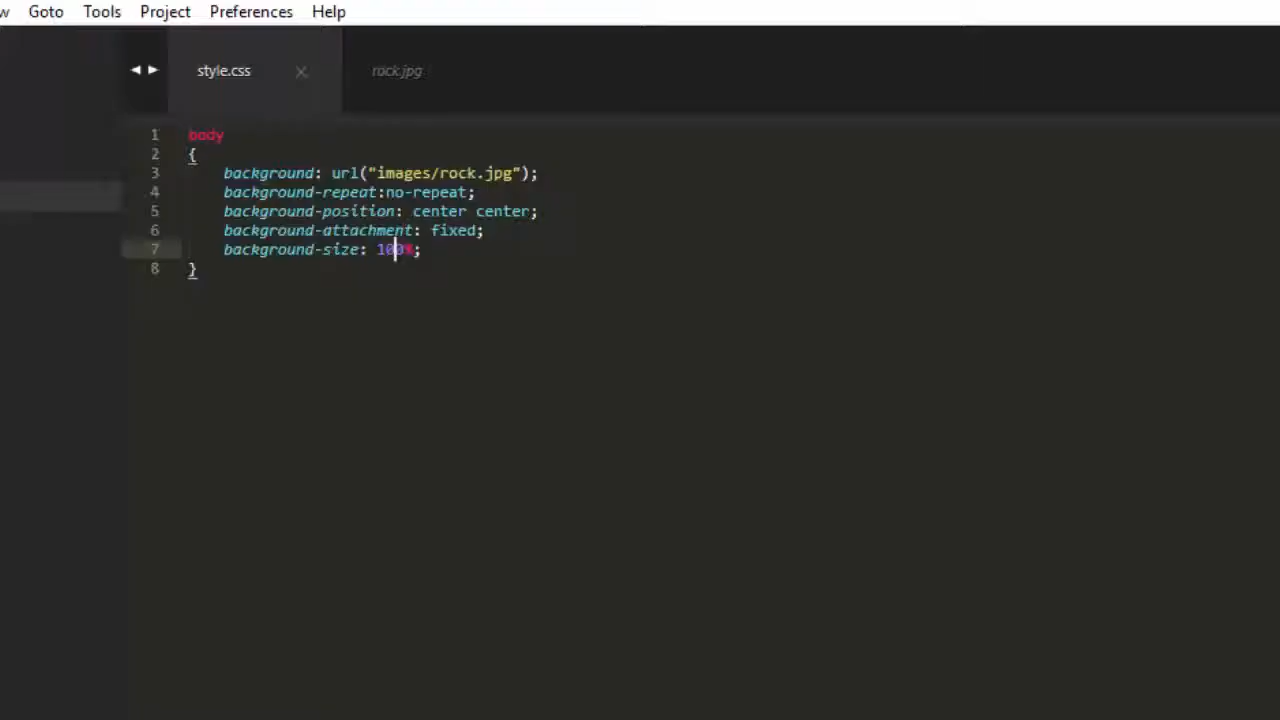 w Goto Tools Project Preferences Help
style.css rock.jpg
1 body
2 {
3 background: url("images/rock.jpg");
4 background-repeat:no-repeat;
5 background-position: center center;
6 background-attachment: fixed;
7 background-size: 100%;
8 }